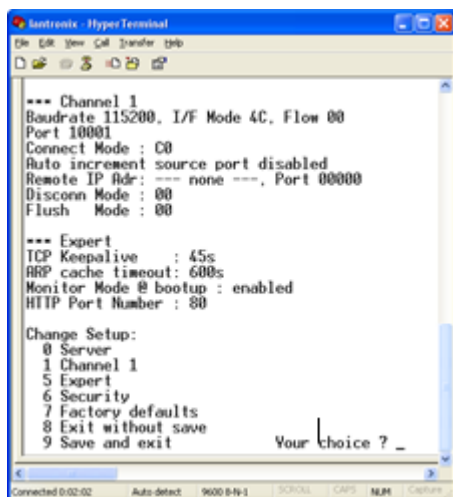 lantronix - HyperTerminal
File Edit View Call Transfer Help
*** Channel 1
Baudrate 115200, I/F Mode 4C, Flow 00
Port 10001
Connect Mode : C0
Auto increment source port disabled
Remote IP Adr: --- none ---, Port 00000
Disconn Mode : 00
Flush   Mode : 00
*** Expert
TCP Keepalive    : 45s
ARP cache timeout: 600s
Monitor Mode @ bootup : enabled
HTTP Port Number : 80
Change Setup:
0 Server
1 Channel 1
5 Expert
6 Security
7 Factory defaults
8 Exit without save
9 Save and exit            Your choice ? _
Connected 0:02:02 Auto detect 9600 8-N-1 SCROLL CAPS NUM Capture